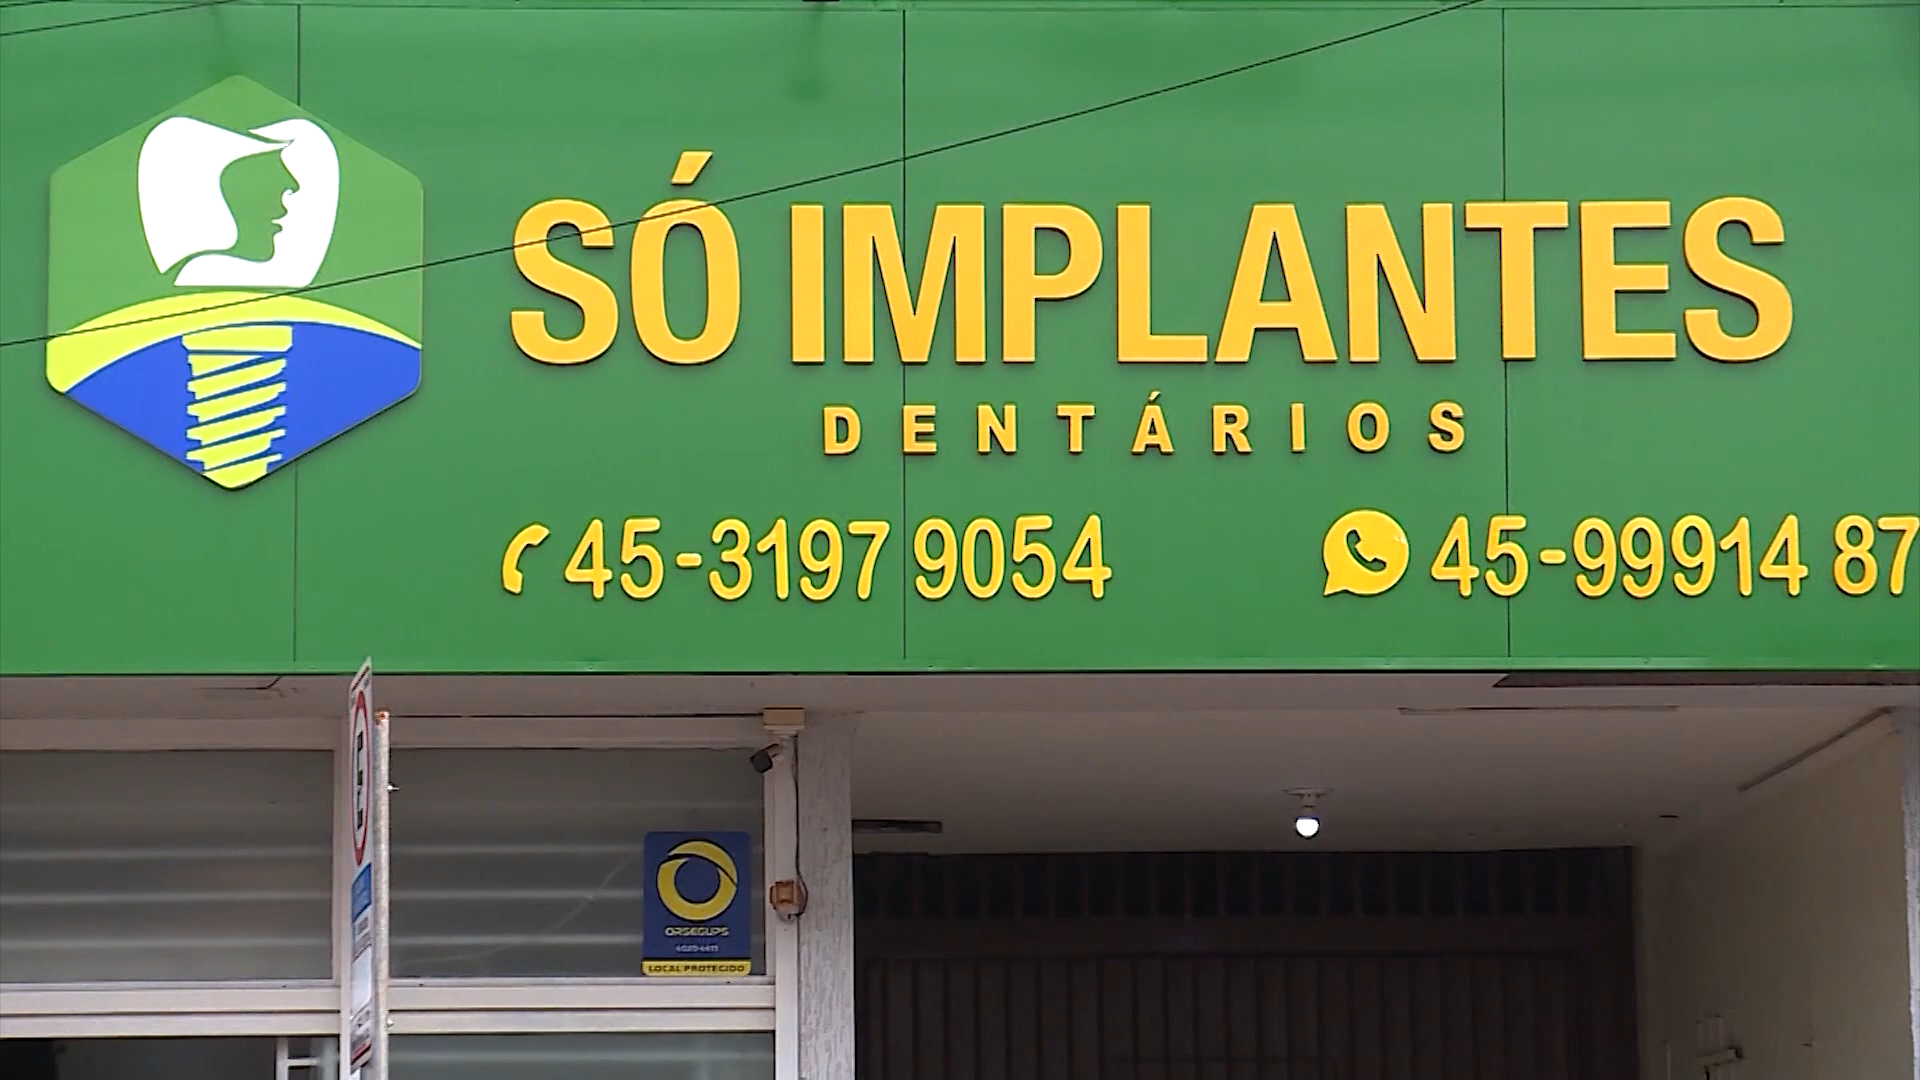 SÓ IMPLANTES
DENTÁRIOS
45-3197 9054
45-99914 87
ORSEGUPS
LOCAL PROTEGIDO